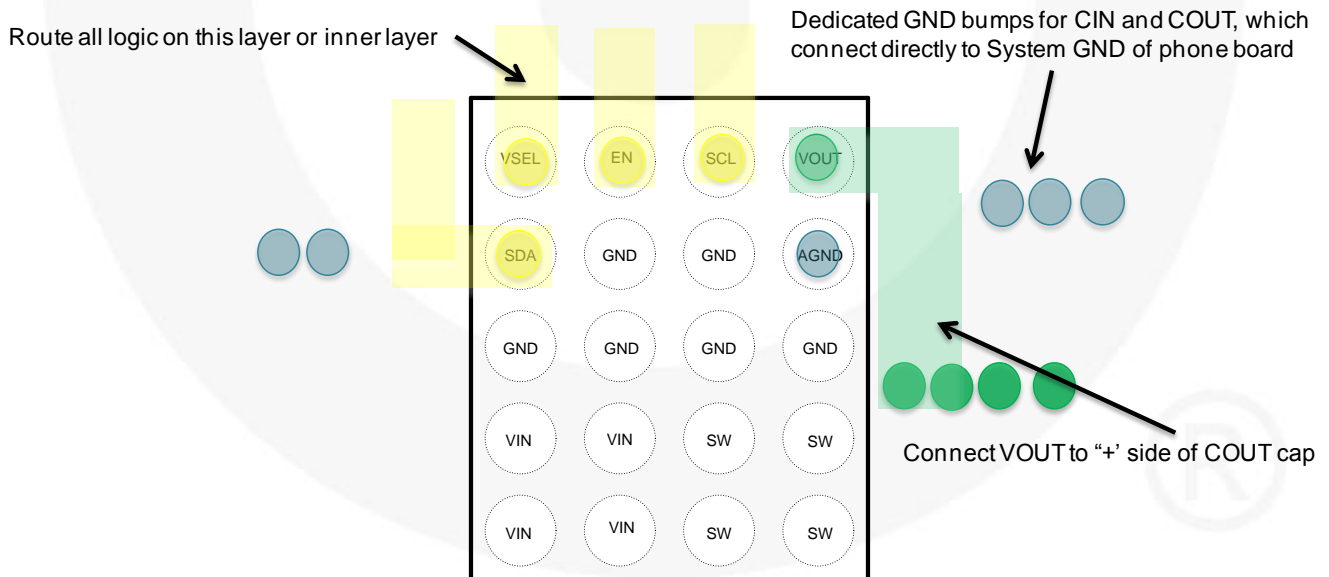 Route all logic on this layer or inner layer
Dedicated GND bumps for CIN and COUT, which
connect directly to System GND of phone board
VSEL EN SCL VOUT
SDA GND GND AGND
GND GND GND GND
VIN VIN SW SW
Connect VOUT to “+’ side of COUT cap
VIN VIN SW SW
®